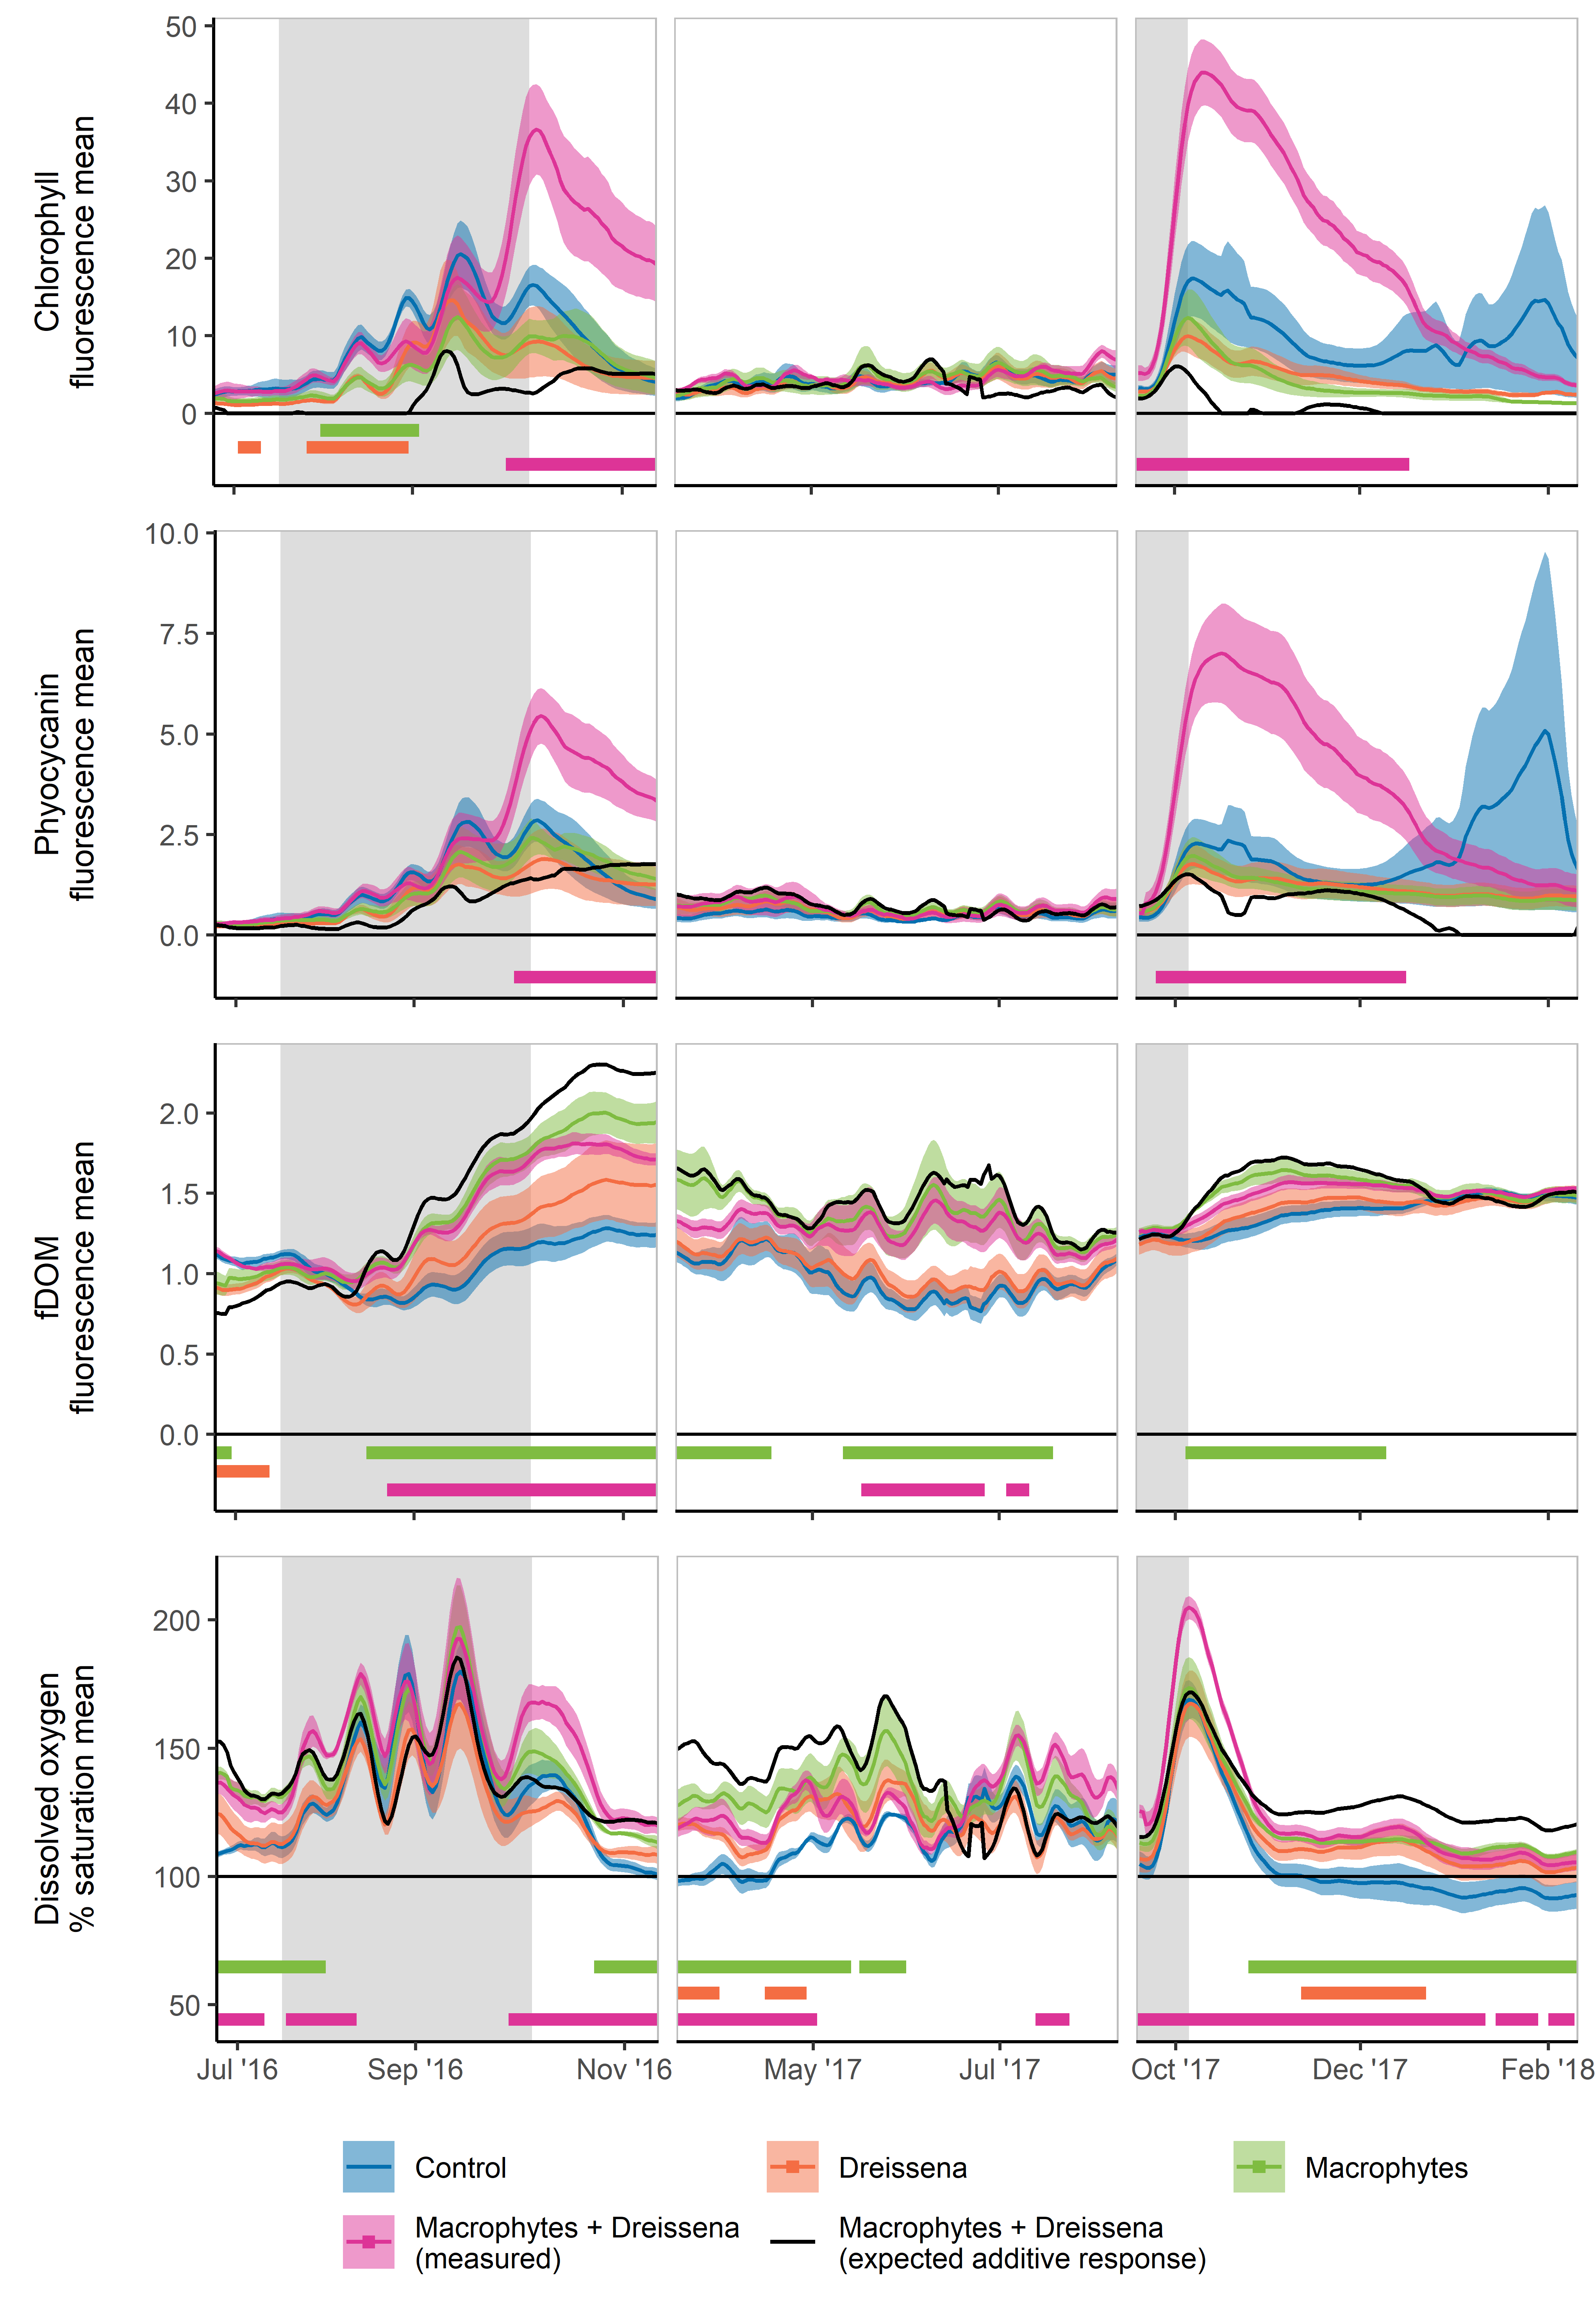 Chlorophyll
fluorescence mean
50
40
30
20
10
0
Phyocycanin
fluorescence mean
10.0
7.5
5.0
2.5
0.0
fDOM
fluorescence mean
2.0
1.5
1.0
0.5
0.0
Dissolved oxygen
% saturation mean
200
150
100
50
Jul '16 Sep '16 Nov '16 May '17 Jul '17 Oct '17 Dec '17 Feb '18
Control Dreissena Macrophytes
Macrophytes + Dreissena
(measured)
Macrophytes + Dreissena
(expected additive response)